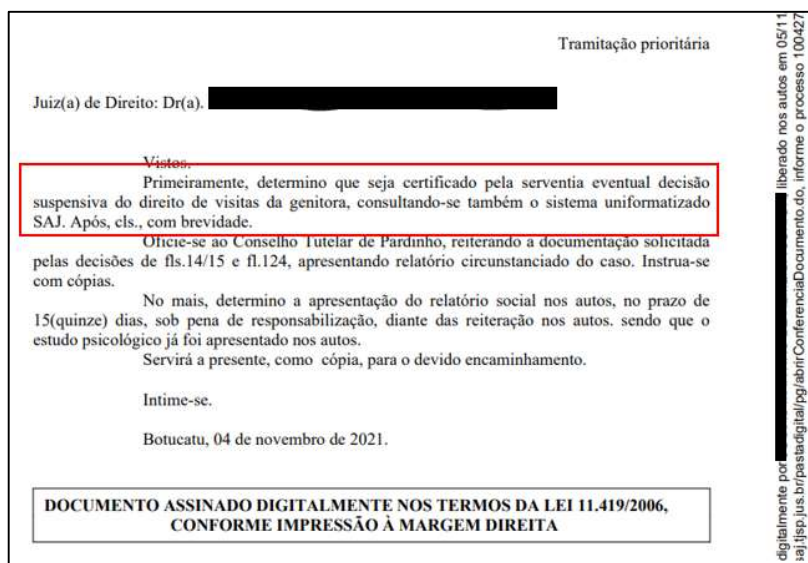 Tramitação prioritária
Juiz(a) de Direito: Dr(a).
Vistos.
Primeiramente, determino que seja certificado pela serventia eventual decisão
suspensiva do direito de visitas da genitora, consultando-se também o sistema uniformatizado
SAJ. Após, cls., com brevidade.
Oficie-se ao Conselho Tutelar de Pardinho, reiterando a documentação solicitada
pelas decisões de fls.14/15 e fl.124, apresentando relatório circunstanciado do caso. Instrua-se
com cópias.
No mais, determino a apresentação do relatório social nos autos, no prazo de
15(quinze) dias, sob pena de responsabilização, diante das reiteração nos autos. sendo que o
estudo psicológico já foi apresentado nos autos.
Servirá a presente, como cópia, para o devido encaminhamento.
Intime-se.
Botucatu, 04 de novembro de 2021.
DOCUMENTO ASSINADO DIGITALMENTE NOS TERMOS DA LEI 11.419/2006,
CONFORME IMPRESSÃO À MARGEM DIREITA
digitalmente por liberado nos autos em 05/11
saj.tjsp.jus.br/pastadigital/pg/abrirConferenciaDocumento.do, informe o processo 100427